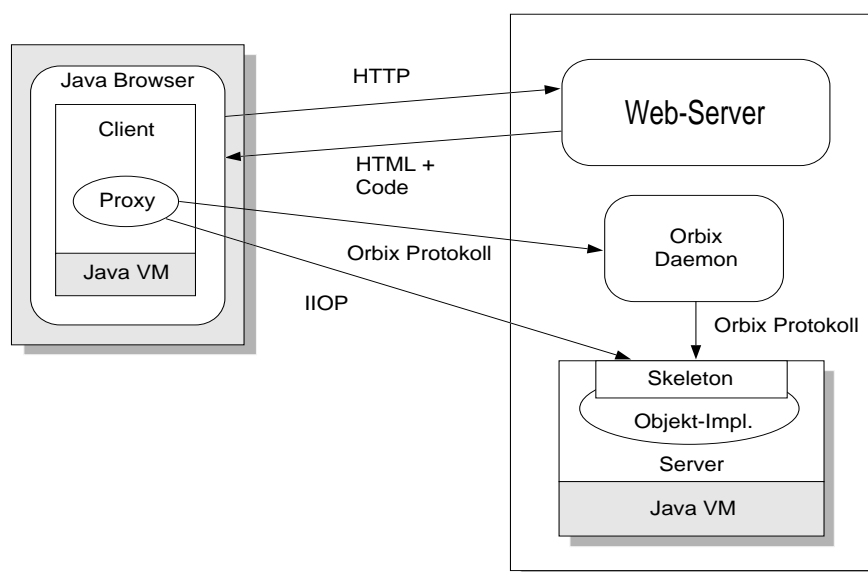 Java Browser
Client
Proxy
Java VM
HTTP
HTML +
Code
Orbix Protokoll
IIOP
Web-Server
Orbix
Daemon
Orbix Protokoll
Skeleton
Objekt-Impl.
Server
Java VM